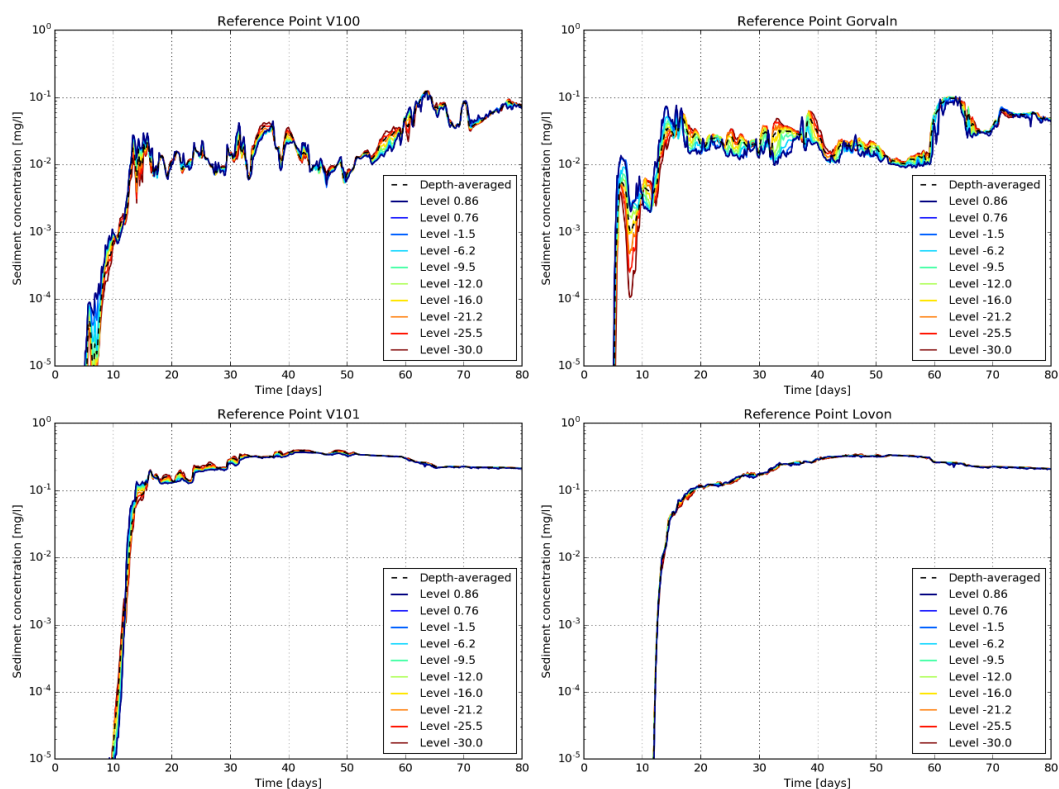 Reference Point V100
Sediment concentration [mg/l]
10^0
10^-1
10^-2
10^-3
10^-4
10^-5
Depth-averaged
Level 0.86
Level 0.76
Level -1.5
Level -6.2
Level -9.5
Level -12.0
Level -16.0
Level -21.2
Level -25.5
Level -30.0
0 10 20 30 40 50 60 70 80
Time [days]
Reference Point Gorvaln
Sediment concentration [mg/l]
10^0
10^-1
10^-2
10^-3
10^-4
10^-5
Depth-averaged
Level 0.86
Level 0.76
Level -1.5
Level -6.2
Level -9.5
Level -12.0
Level -16.0
Level -21.2
Level -25.5
Level -30.0
0 10 20 30 40 50 60 70 80
Time [days]
Reference Point V101
Sediment concentration [mg/l]
10^0
10^-1
10^-2
10^-3
10^-4
10^-5
Depth-averaged
Level 0.86
Level 0.76
Level -1.5
Level -6.2
Level -9.5
Level -12.0
Level -16.0
Level -21.2
Level -25.5
Level -30.0
0 10 20 30 40 50 60 70 80
Time [days]
Reference Point Lovon
Sediment concentration [mg/l]
10^0
10^-1
10^-2
10^-3
10^-4
10^-5
Depth-averaged
Level 0.86
Level 0.76
Level -1.5
Level -6.2
Level -9.5
Level -12.0
Level -16.0
Level -21.2
Level -25.5
Level -30.0
0 10 20 30 40 50 60 70 80
Time [days]